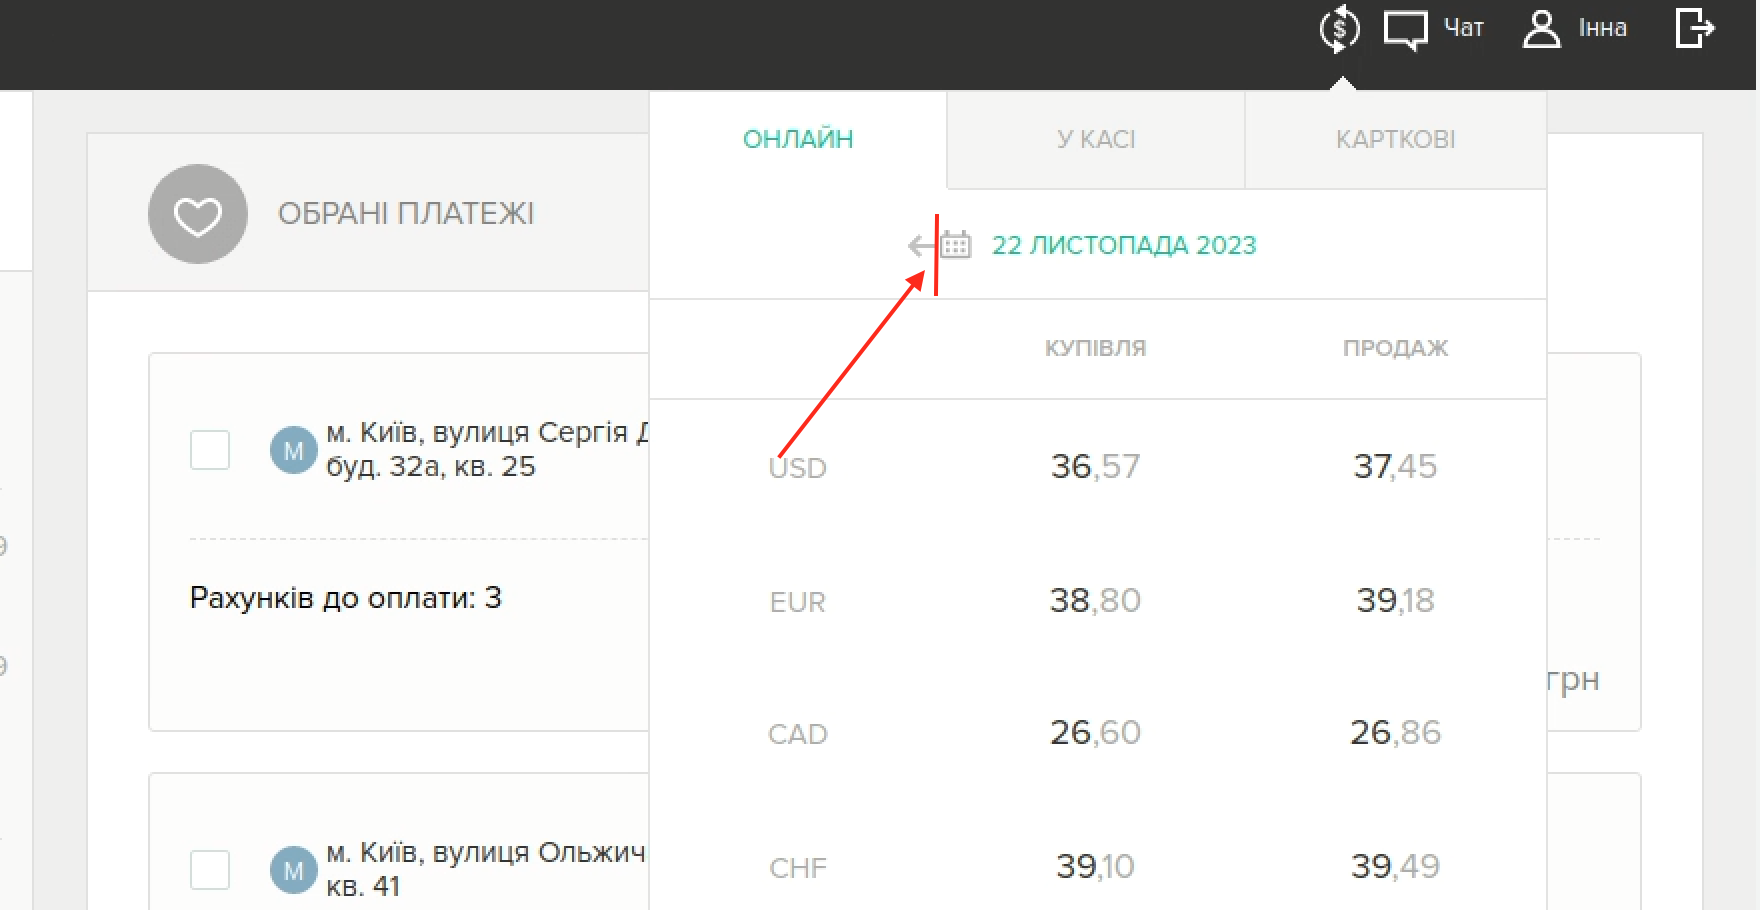 Чат
Інна
ОНЛАЙН
У КАСІ
КАРТКОВІ
ОБРАНІ ПЛАТЕЖІ
22 ЛИСТОПАДА 2023
КУПІВЛЯ ПРОДАЖ
м. Київ, вулиця Сергія
буд. 32а, кв. 25
USD 36,57 37,45
Рахунків до оплати: 3
EUR 38,80 39,18
грн
CAD 26,60 26,86
м. Київ, вулиця Ольжич
кв. 41
CHF 39,10 39,49
М
М
9
9